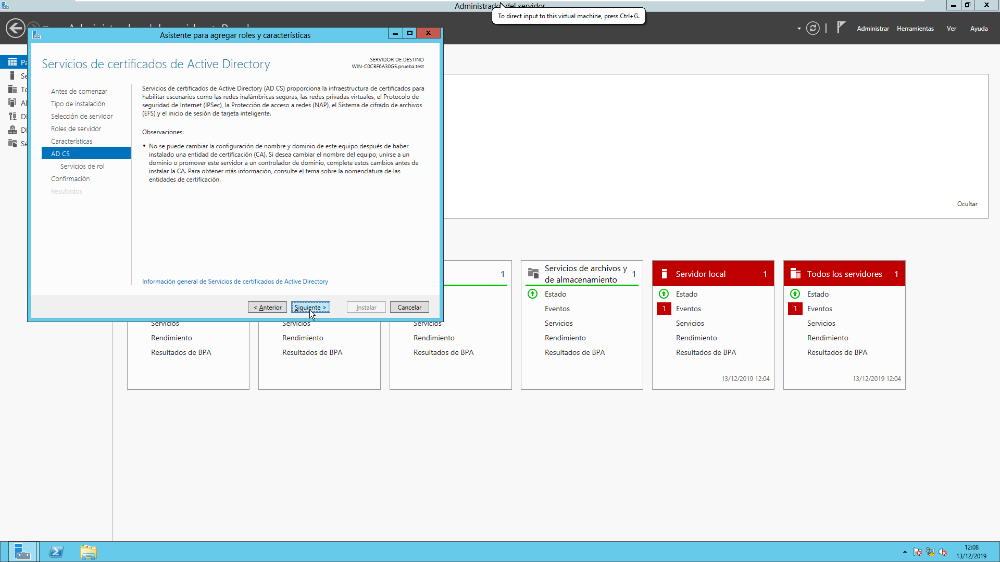 Administrador del servidor
To direct input to this virtual machine, press Ctrl+G.
Administrar
Herramientas
Ver
Ayuda
Asistente para agregar roles y características
Servicios de certificados de Active Directory
SERVIDOR DE DESTINO
WIN-C0CBF6A30G5.prueba.test
Antes de comenzar
Tipo de instalación
Selección de servidor
Roles de servidor
Características
AD CS
Servicios de rol
Confirmación
Resultados
Servicios de certificados de Active Directory (AD CS) proporciona la infraestructura de certificados para
habilitar escenarios como las redes inalámbricas seguras, las redes privadas virtuales, el Protocolo de
seguridad de Internet (IPSec), la Protección de acceso a redes (NAP), el Sistema de cifrado de archivos
(EFS) y el inicio de sesión de tarjeta inteligente.
Observaciones:
• No se puede cambiar la configuración de nombre y dominio de este equipo después de haber
instalado una entidad de certificación (CA). Si desea cambiar el nombre del equipo, unirse a un
dominio o promover este servidor a un controlador de dominio, complete estos cambios antes de
instalar la CA. Para obtener más información, consulte el tema sobre la nomenclatura de las
entidades de certificación.
Información general de Servicios de certificados de Active Directory
< Anterior
Siguiente >
Instalar
Cancelar
Ocultar
Servicios
Rendimiento
Resultados de BPA
Servicios
Rendimiento
Resultados de BPA
1
Servicios
Rendimiento
Resultados de BPA
Servicios de archivos y
de almacenamiento
1
Estado
Eventos
Servicios
Rendimiento
Resultados de BPA
Servidor local
1
Estado
1 Eventos
Servicios
Rendimiento
Resultados de BPA
13/12/2019 12:04
Todos los servidores
1
Estado
1 Eventos
Servicios
Rendimiento
Resultados de BPA
13/12/2019 12:04
12:08
13/12/2019